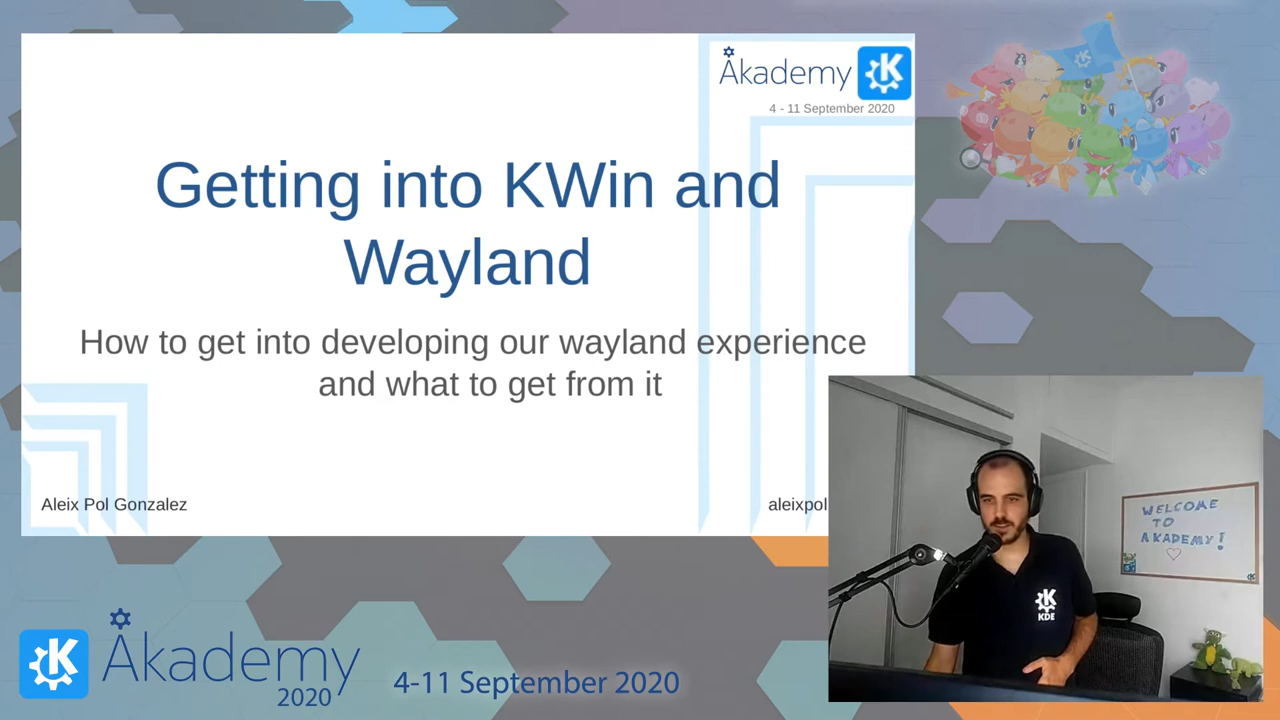 Akademy
4 - 11 September 2020
Getting into KWin and
Wayland
How to get into developing our wayland experience
and what to get from it
Aleix Pol Gonzalez
aleixpol
WELCOME
TO
AKADEMY!
KDE
Akademy
2020
4-11 September 2020